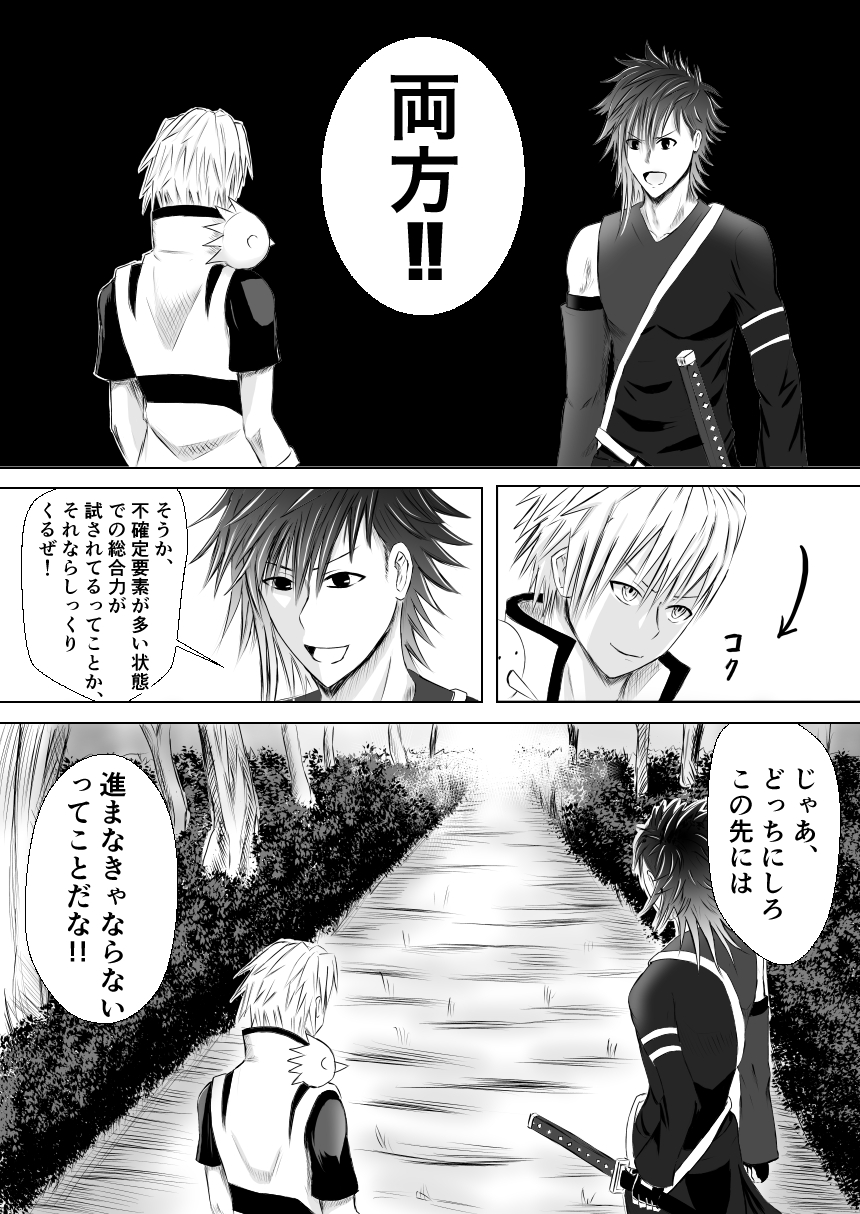 両方!!
コク
そうか、
不確定要素が多い状態
での総合力が
試されてるってことか、
それならしっくり
くるぜ！
じゃあ、
どっちにしろ
この先には
進まなきゃならない
ってことだな!!